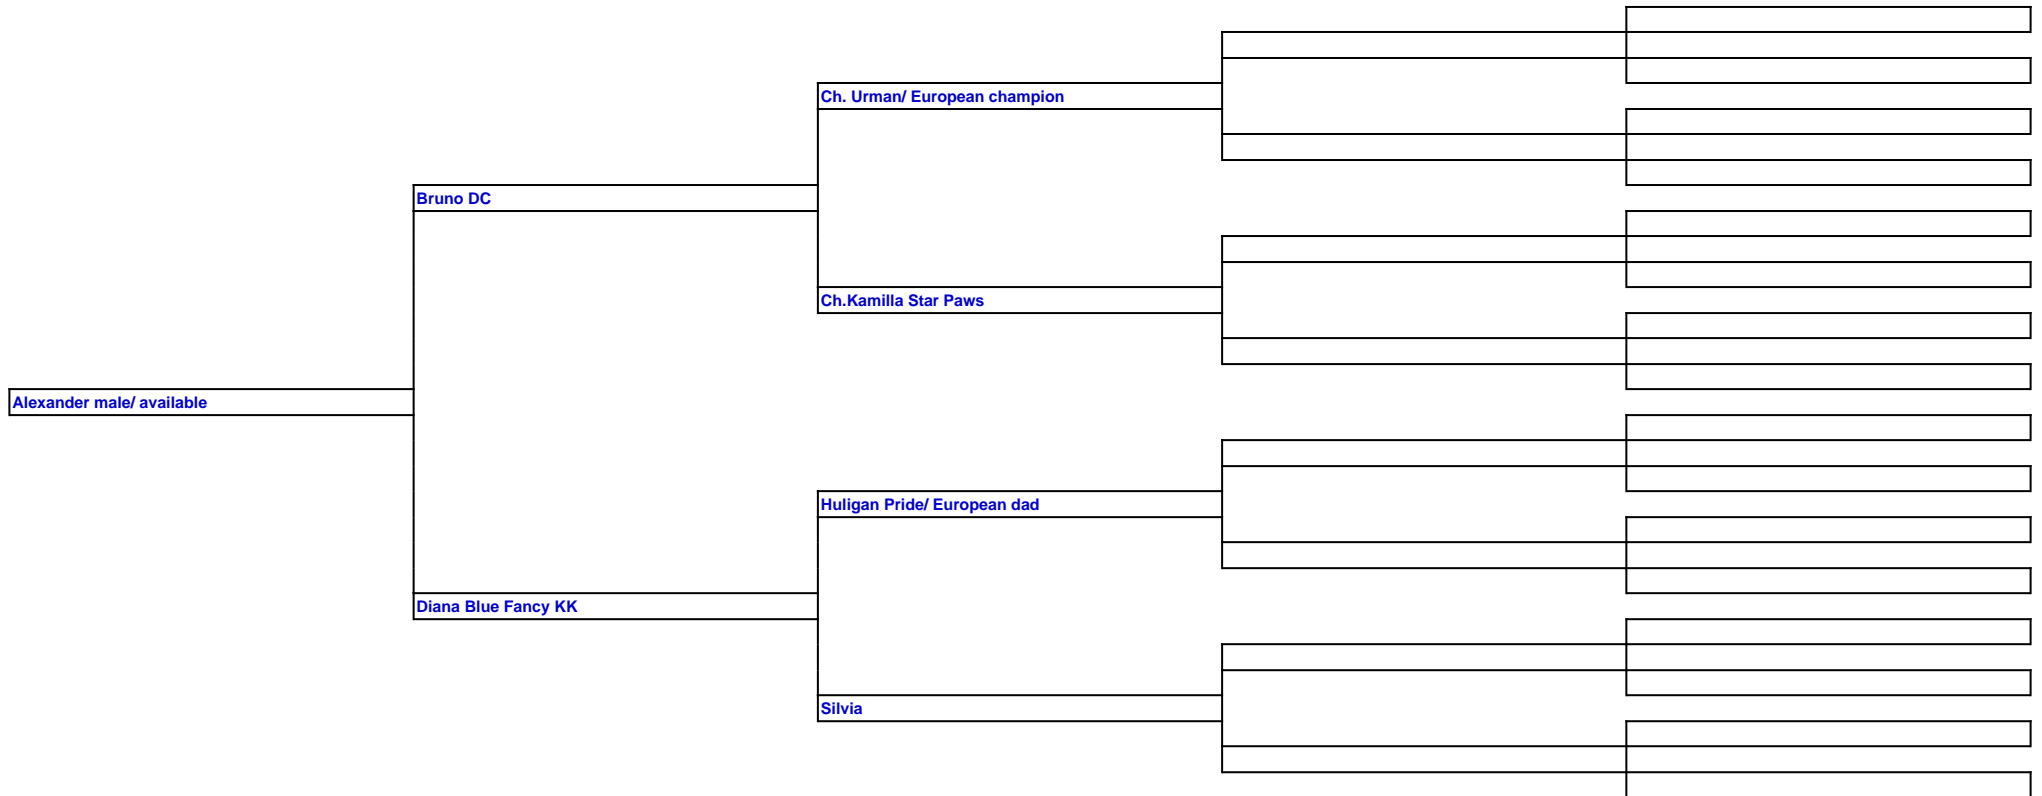 Ch. Urman/ European champion
Bruno DC
Ch.Kamilla Star Paws
Alexander male/ available
Huligan Pride/ European dad
Diana Blue Fancy KK
Silvia